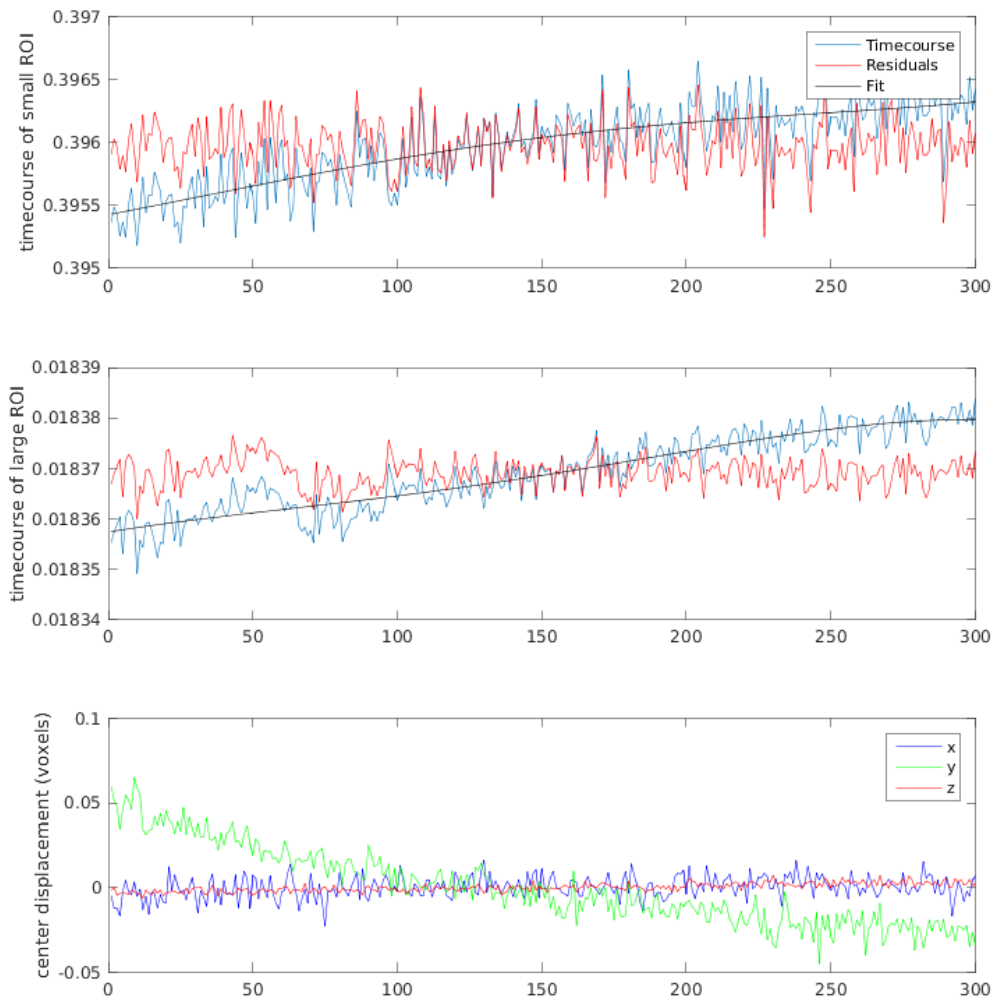 timecourse of small ROI
0.397
0.3965
0.396
0.3955
0.395
Timecourse
Residuals
Fit
0 50 100 150 200 250 300
timecourse of large ROI
0.01839
0.01838
0.01837
0.01836
0.01835
0.01834
0 50 100 150 200 250 300
center displacement (voxels)
0.1
0.05
0
-0.05
x
y
z
0 50 100 150 200 250 300